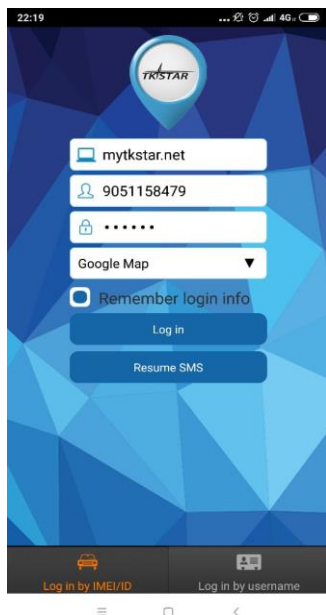 22:19
4G
TKSTAR
mytkstar.net
9051158479
Google Map
Remember login info
Log in
Resume SMS
Log in by IMEI/ID
Log in by username